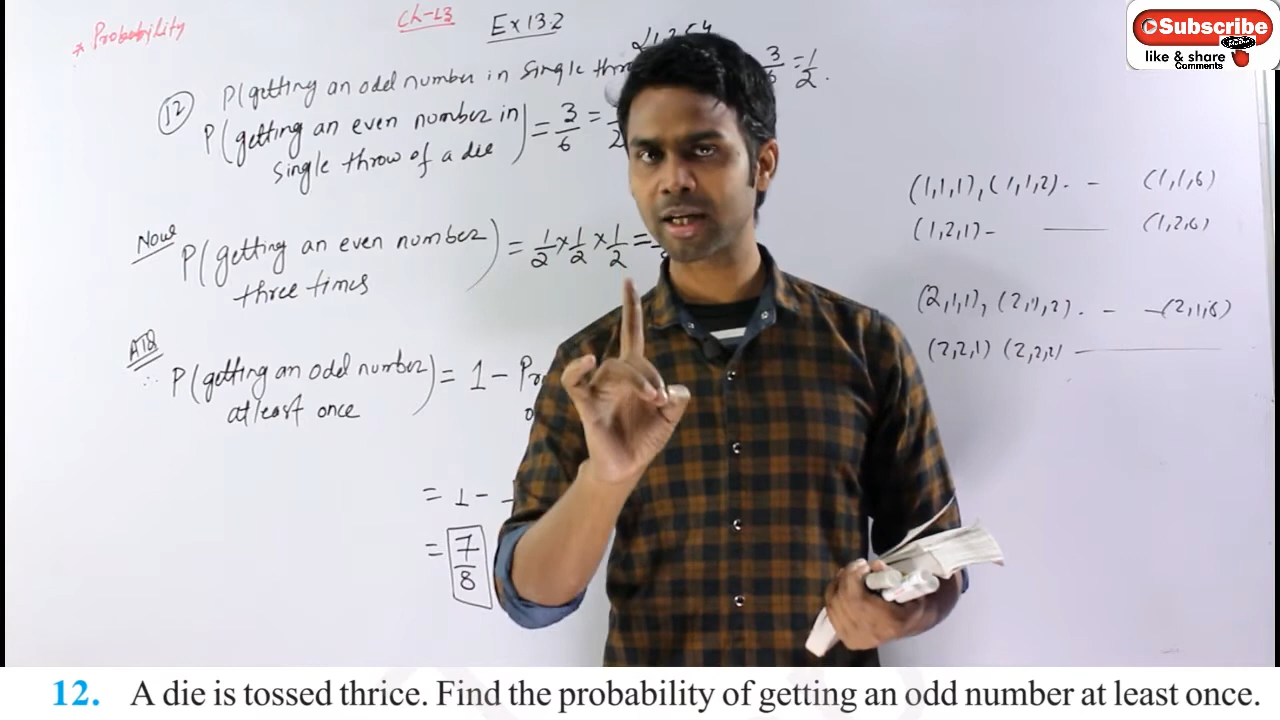 * Probability
Ch-13
Ex 13.2
Subscribe
like & share
Comments
12 P(getting an odd number in single thr
3/6 = 1/2.
P(getting an even number in single throw of a die) = 3/6 =
Now P(getting an even number three times) = 1/2 × 1/2 × 1/2 =
ATQ
∴ P(getting an odd number at least once) = 1 -
= 1 -
= 7/8
(1,1,1), (1,1,2). - (1,1,6)
(1,2,1) - (1,2,6)
(2,1,1), (2,1,2). - - (2,1,6)
(2,2,1) (2,2,2)
12. A die is tossed thrice. Find the probability of getting an odd number at least once.